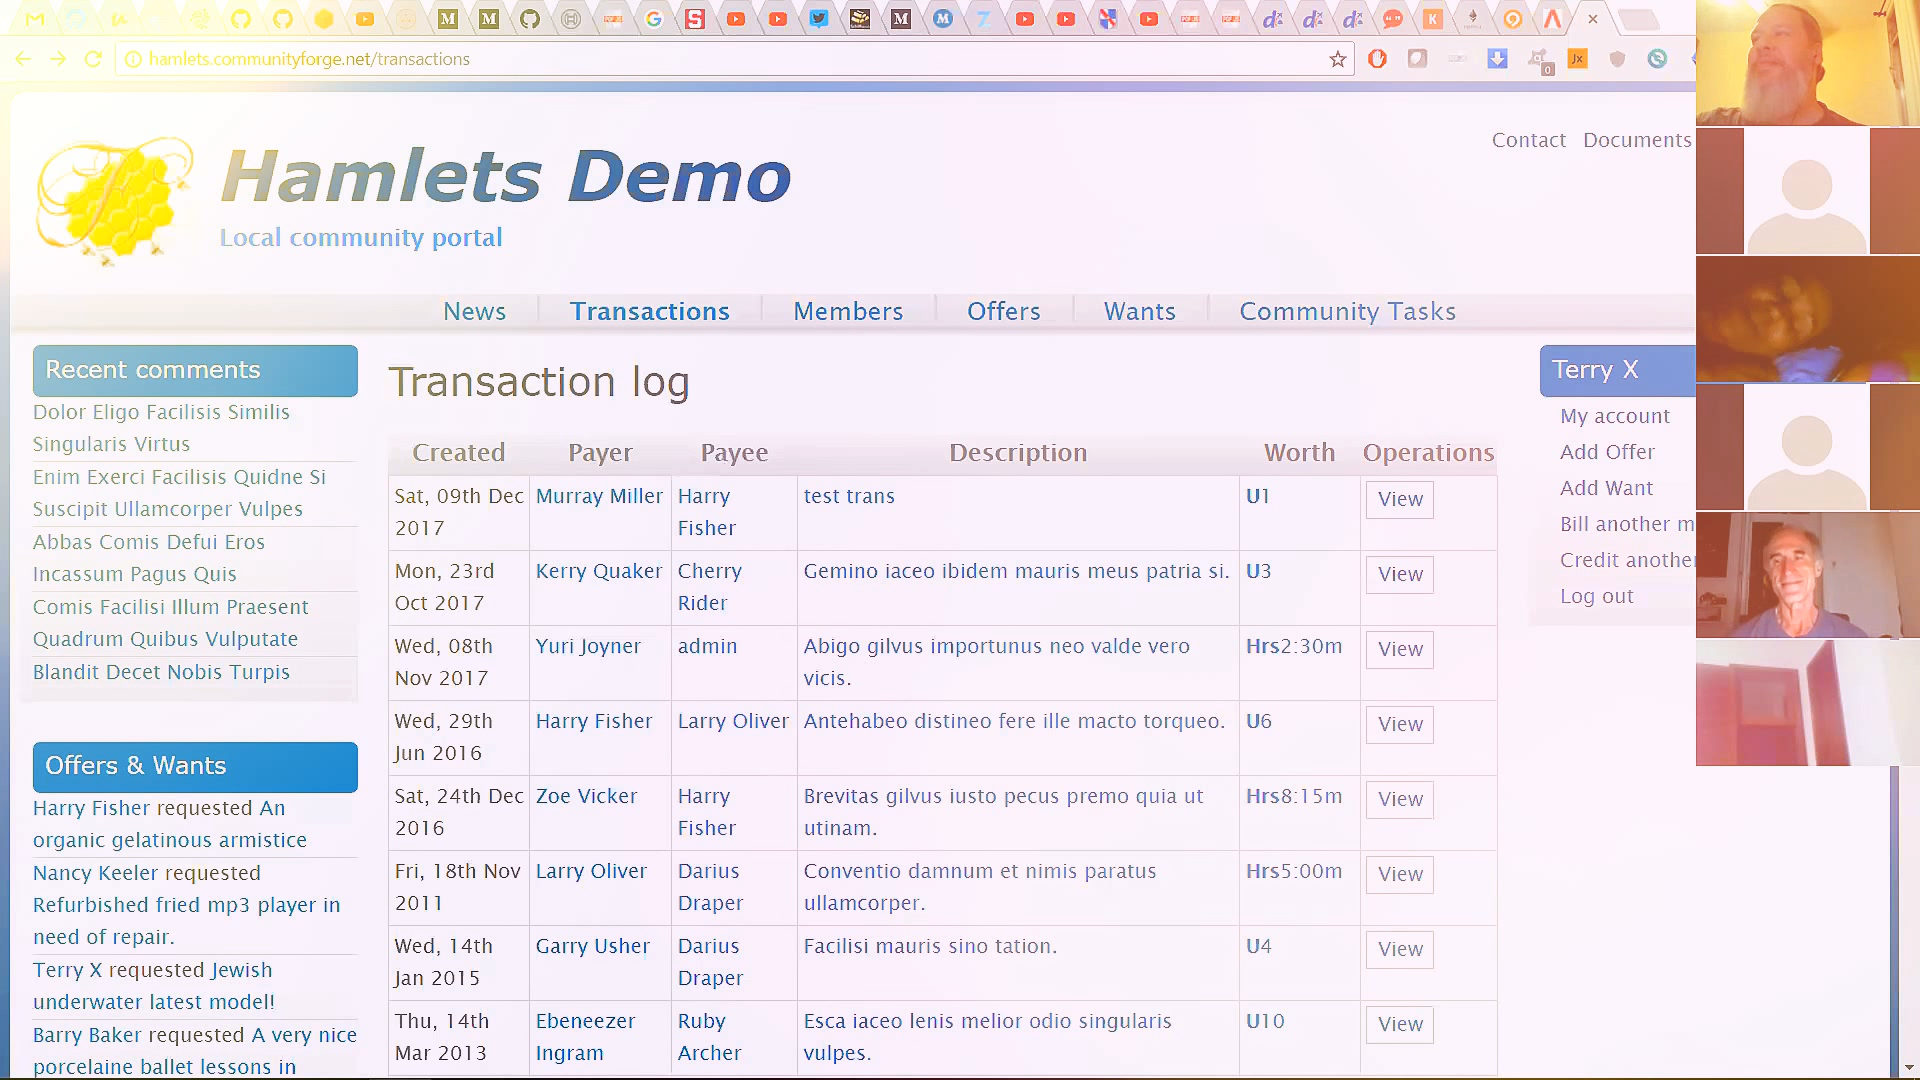 hamlets.communityforge.net/transactions
Contact Documents
Hamlets Demo
Local community portal
News Transactions Members Offers Wants Community Tasks
Recent comments
Dolor Eligo Facilisis Similis
Singularis Virtus
Enim Exerci Facilisis Quidne Si
Suscipit Ullamcorper Vulpes
Abbas Comis Defui Eros
Incassum Pagus Quis
Comis Facilisi Illum Praesent
Quadrum Quibus Vulputate
Blandit Decet Nobis Turpis
Offers & Wants
Harry Fisher requested An
organic gelatinous armistice
Nancy Keeler requested
Refurbished fried mp3 player in
need of repair.
Terry X requested Jewish
underwater latest model!
Barry Baker requested A very nice
porcelaine ballet lessons in
Transaction log
Created Payer Payee Description Worth Operations
Sat, 09th Dec Murray Miller Harry test trans U1 View
2017 Fisher
Mon, 23rd Kerry Quaker Cherry Gemino iaceo ibidem mauris meus patria si. U3 View
Oct 2017 Rider
Wed, 08th Yuri Joyner admin Abigo gilvus importunus neo valde vero Hrs2:30m View
Nov 2017 vicis.
Wed, 29th Harry Fisher Larry Oliver Antehabeo distineo fere ille macto torqueo. U6 View
Jun 2016
Sat, 24th Dec Zoe Vicker Harry Brevitas gilvus iusto pecus premo quia ut Hrs8:15m View
2016 Fisher utinam.
Fri, 18th Nov Larry Oliver Darius Conventio damnum et nimis paratus Hrs5:00m View
2011 Draper ullamcorper.
Wed, 14th Garry Usher Darius Facilisi mauris sino tation. U4 View
Jan 2015 Draper
Thu, 14th Ebeneezer Ruby Esca iaceo lenis melior odio singularis U10 View
Mar 2013 Ingram Archer vulpes.
Terry X
My account
Add Offer
Add Want
Bill another m
Credit another
Log out